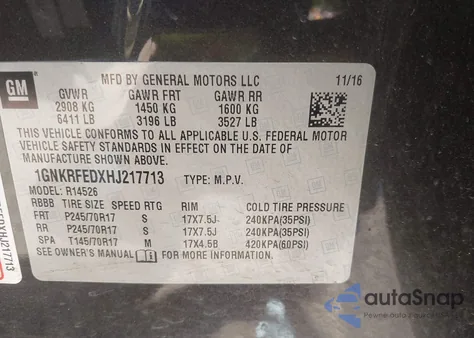 GM
MFD BY GENERAL MOTORS LLC 11/16
GVWR GAWR FRT GAWR RR
2908 KG 1450 KG 1600 KG
6411 LB 3196 LB 3527 LB
THIS VEHICLE CONFORMS TO ALL APPLICABLE U.S. FEDERAL MOTOR
VEHICLE SAFETY STANDARDS IN EFFECT ON THE DATE OF
MANUFACTURE SHOWN ABOVE.
1GNKRFEDXHJ217713 TYPE: M.P.V.
MODEL: R14526
RBBB TIRE SIZE SPEED RTG RIM COLD TIRE PRESSURE
FRT P245/70R17 S 17X7.5J 240KPA(35PSI)
RR P245/70R17 S 17X7.5J 240KPA(35PSI)
SPA T145/70R17 M 17X4.5B 420KPA(60PSI)
SEE OWNER'S MANUAL FOR MORE INFORMATION.
autoSnap